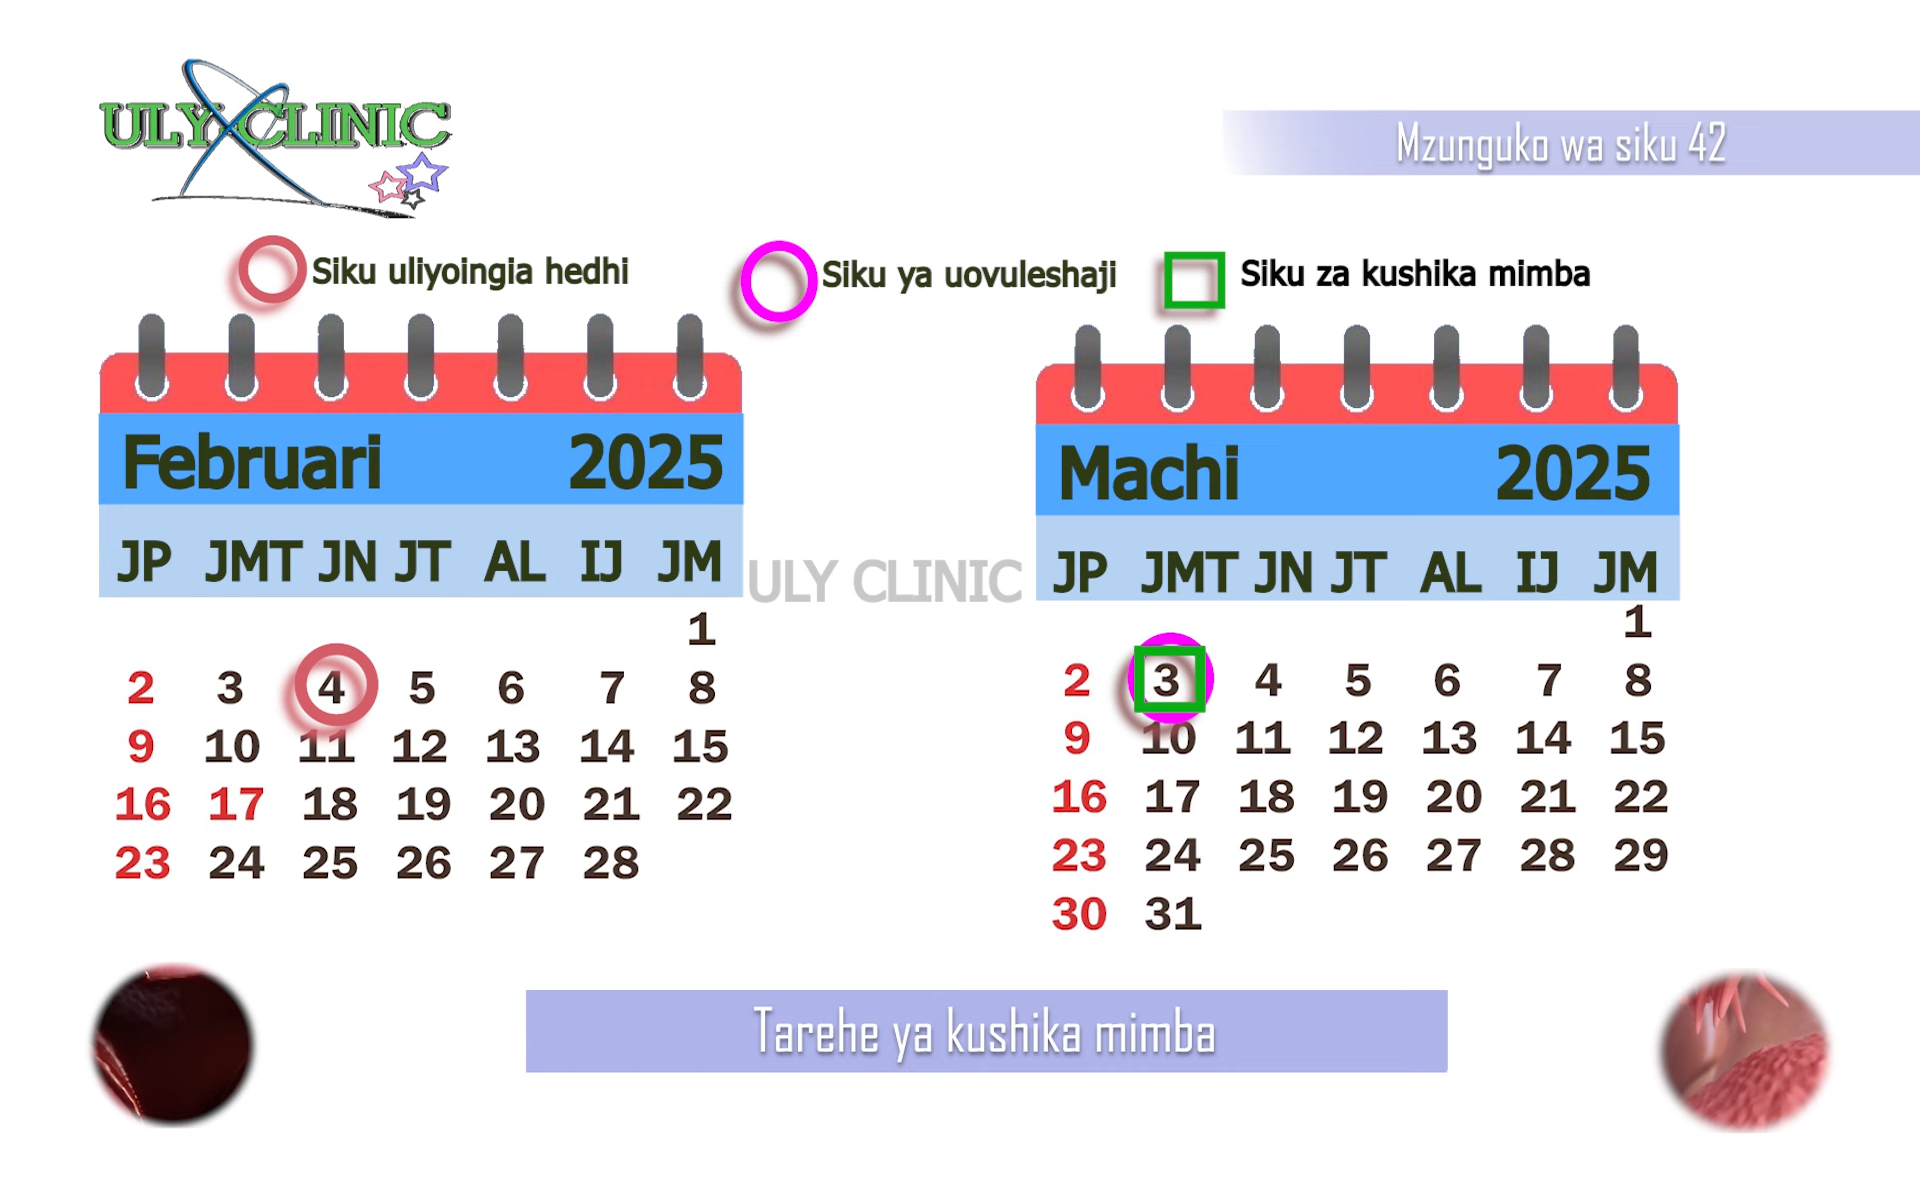 ULY CLINIC
Mzunguko wa siku 42
Siku uliyoingia hedhi
Siku ya uovuleshaji
Siku za kushika mimba
Februari 2025
JP JMT JN JT AL IJ JM
1
2 3 4 5 6 7 8
9 10 11 12 13 14 15
16 17 18 19 20 21 22
23 24 25 26 27 28
ULY CLINIC
Machi 2025
JP JMT JN JT AL IJ JM
1
2 3 4 5 6 7 8
9 10 11 12 13 14 15
16 17 18 19 20 21 22
23 24 25 26 27 28 29
30 31
Tarehe ya kushika mimba